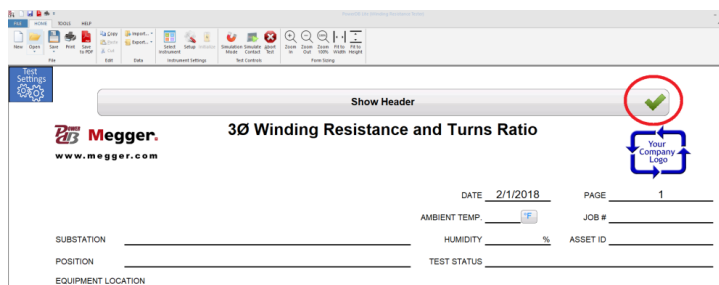 FILE HOME TOOLS HELP
New Open Save Print Save to PDF
Copy
Cut
Import...
Export...
Select Instrument Setup Initialize
Simulation Mode Simulate Contact Abort Test
Zoom In Zoom Out Zoom 100% Fit to Width Fit to Height
File Edit Data Instrument Settings Test Controls Form Sizing
Test Settings
Show Header
POWER DB Megger.
3Ø Winding Resistance and Turns Ratio
www.megger.com
Your Company Logo
DATE 2/1/2018 PAGE 1
AMBIENT TEMP. °F JOB #
SUBSTATION HUMIDITY % ASSET ID
POSITION TEST STATUS
EQUIPMENT LOCATION